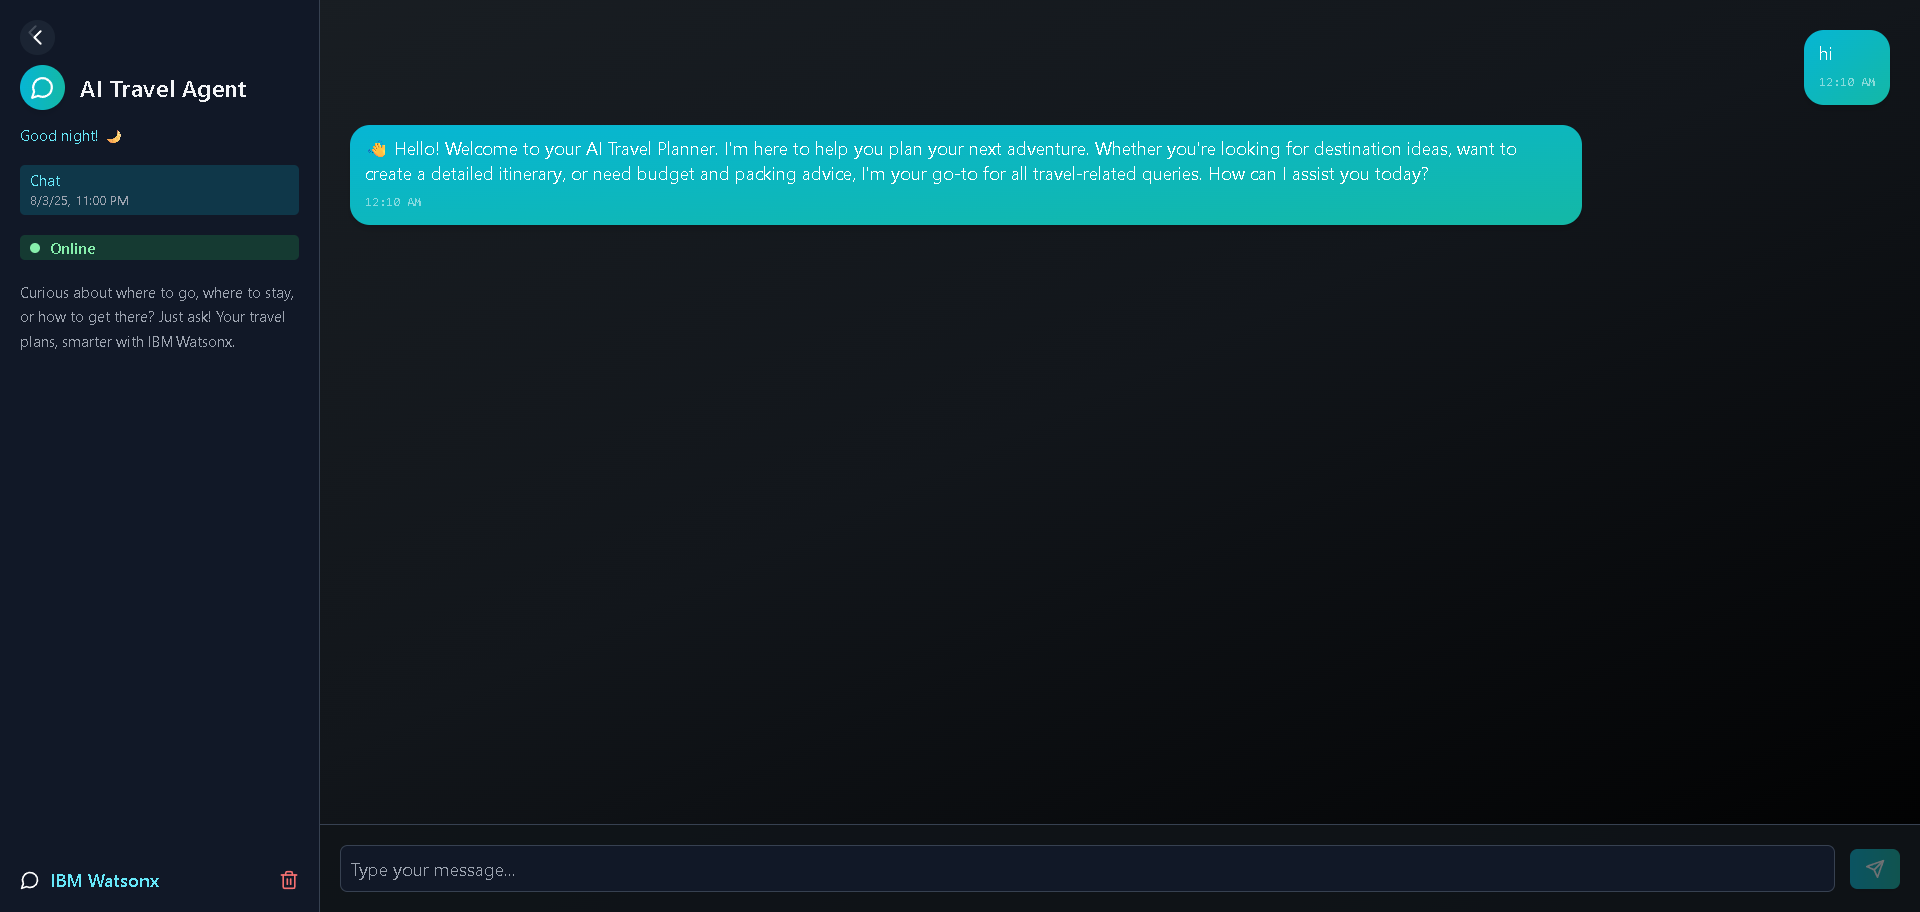 AI Travel Agent
Good night! 🌙
Chat
8/3/25, 11:00 PM
Online
Curious about where to go, where to stay,
or how to get there? Just ask! Your travel
plans, smarter with IBM Watsonx.
IBM Watsonx
hi
12:10 AM
👋 Hello! Welcome to your AI Travel Planner. I'm here to help you plan your next adventure. Whether you're looking for destination ideas, want to
create a detailed itinerary, or need budget and packing advice, I'm your go-to for all travel-related queries. How can I assist you today?
12:10 AM
Type your message...